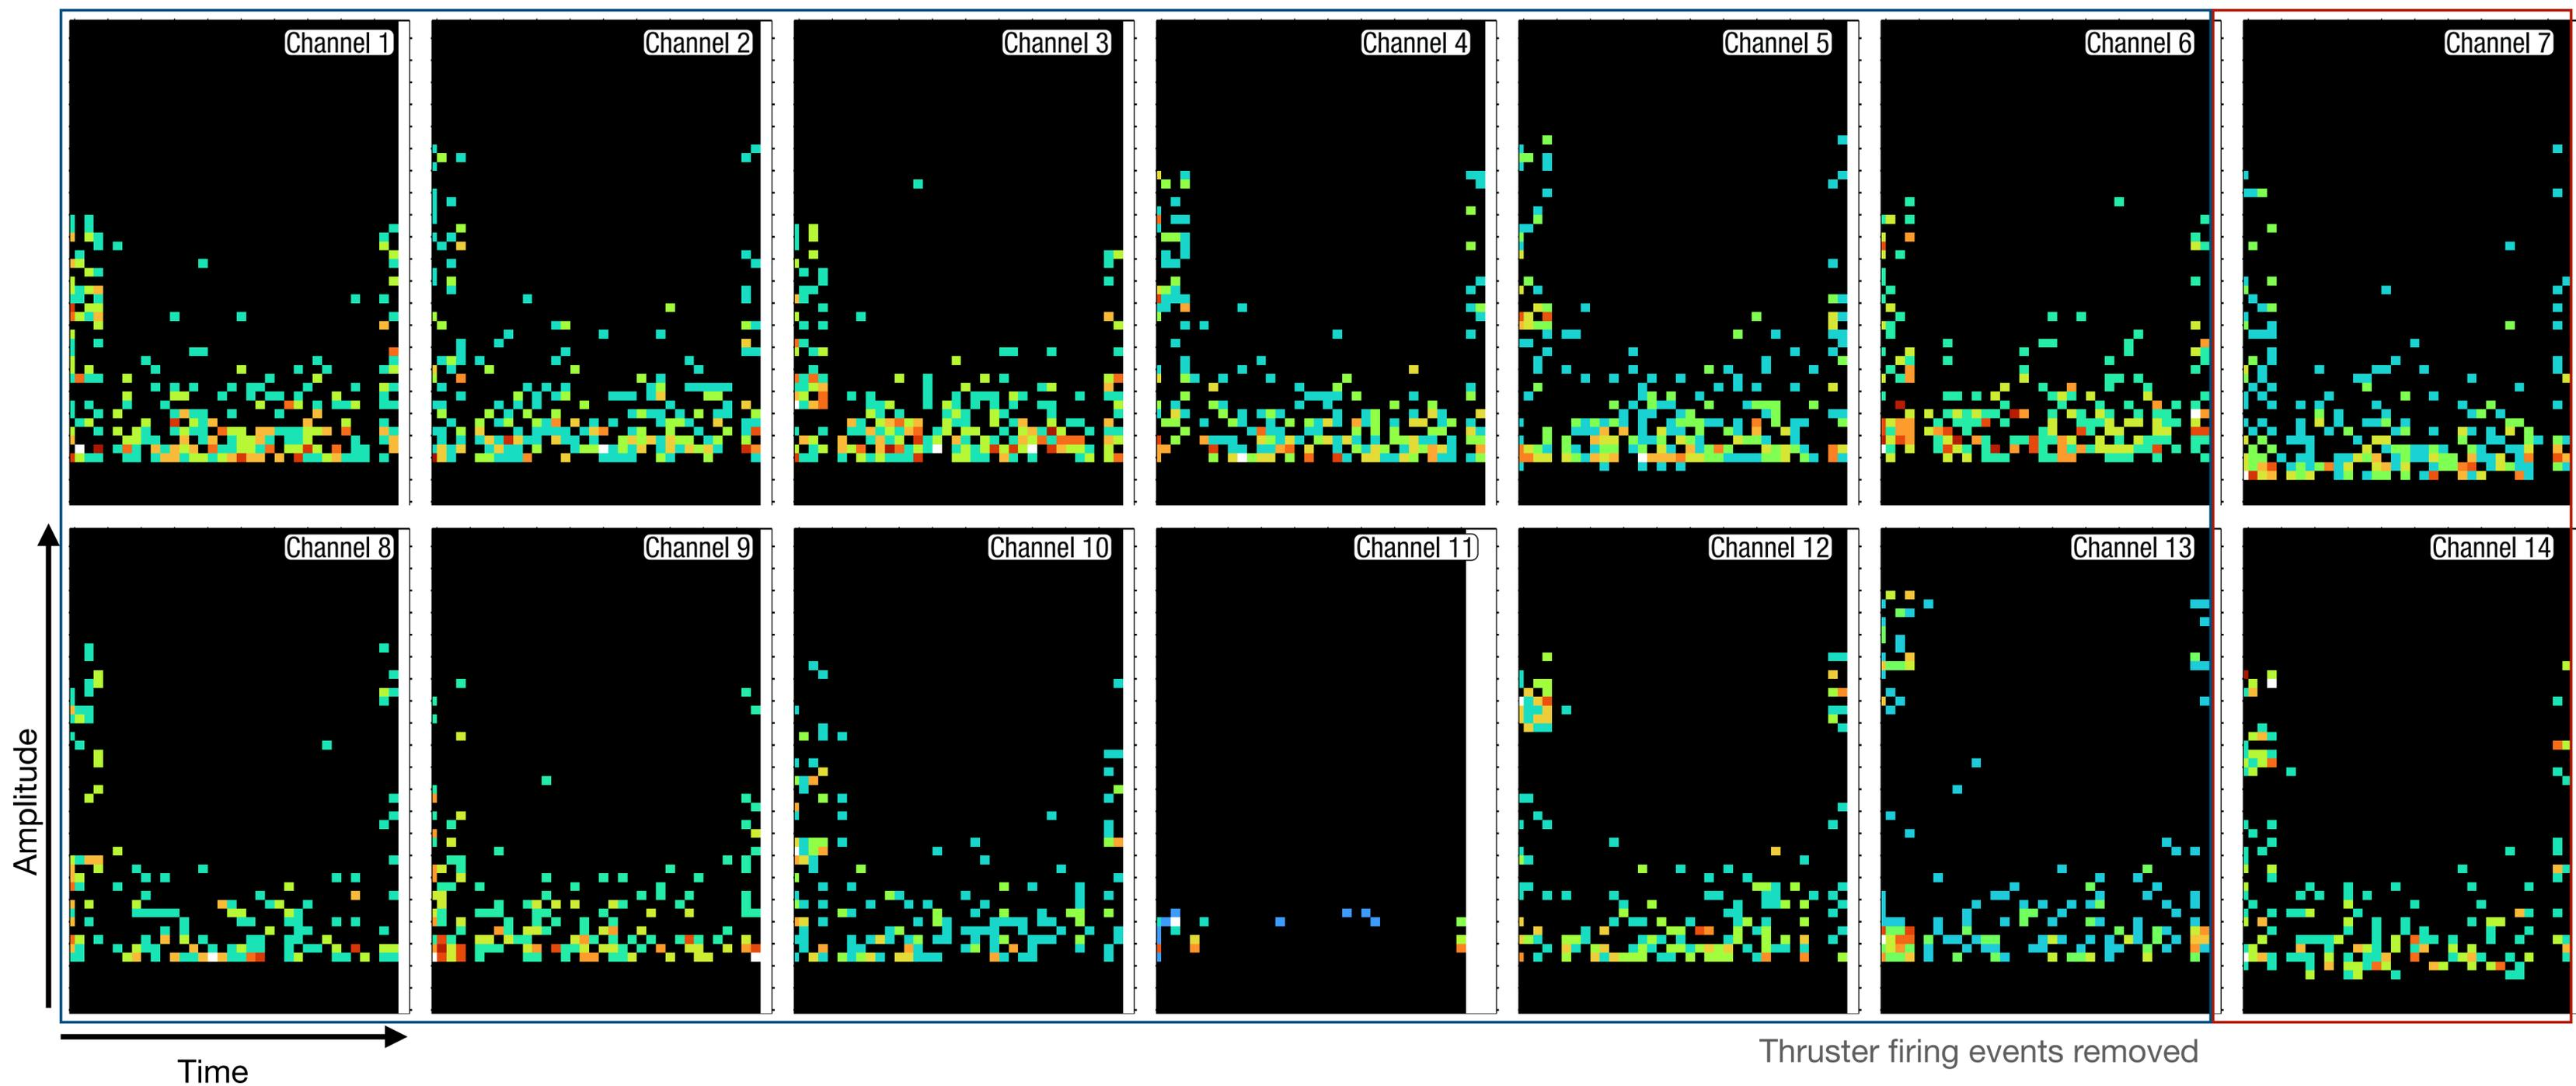 Channel 1
Channel 2
Channel 3
Channel 4
Channel 5
Channel 6
Channel 7
Channel 8
Channel 9
Channel 10
Channel 11
Channel 12
Channel 13
Channel 14
Amplitude
Time
Thruster firing events removed